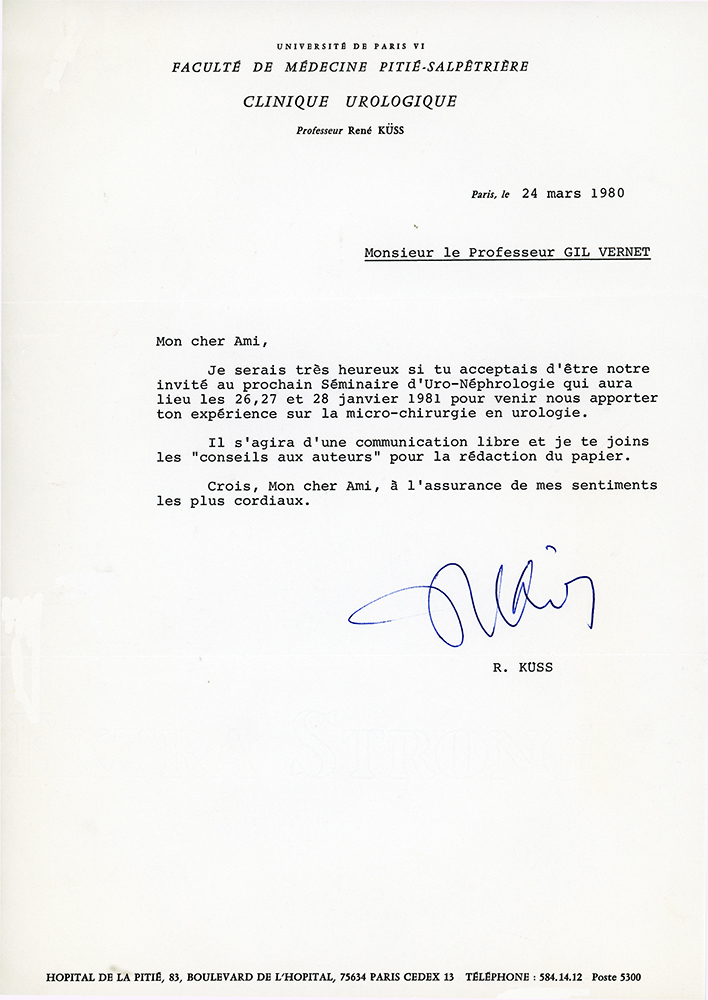 UNIVERSITÉ DE PARIS VI
FACULTÉ DE MÉDECINE PITIÉ-SALPÊTRIÈRE
CLINIQUE UROLOGIQUE
Professeur René KÜSS
Paris, le 24 mars 1980
Monsieur le Professeur GIL VERNET
Mon cher Ami,
Je serais très heureux si tu acceptais d'être notre
invité au prochain Séminaire d'Uro-Néphrologie qui aura
lieu les 26,27 et 28 janvier 1981 pour venir nous apporter
ton expérience sur la micro-chirurgie en urologie.
Il s'agira d'une communication libre et je te joins
les "conseils aux auteurs" pour la rédaction du papier.
Crois, Mon cher Ami, à l'assurance de mes sentiments
les plus cordiaux.
R. KUSS
HOPITAL DE LA PITIÉ, 83, BOULEVARD DE L'HOPITAL, 75634 PARIS CEDEX 13 TÉLÉPHONE : 584.14.12 Poste 5300